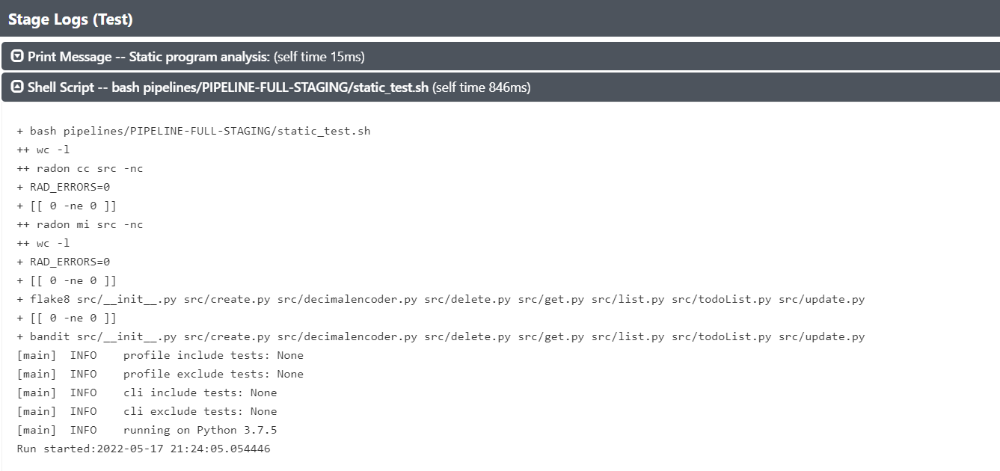 Stage Logs (Test)
Print Message -- Static program analysis: (self time 15ms)
Shell Script -- bash pipelines/PIPELINE-FULL-STAGING/static_test.sh (self time 846ms)
+ bash pipelines/PIPELINE-FULL-STAGING/static_test.sh
++ wc -l
++ radon cc src -nc
+ RAD_ERRORS=0
+ [[ 0 -ne 0 ]]
++ radon mi src -nc
++ wc -l
+ RAD_ERRORS=0
+ [[ 0 -ne 0 ]]
+ flake8 src/__init__.py src/create.py src/decimalencoder.py src/delete.py src/get.py src/list.py src/todoList.py src/update.py
+ [[ 0 -ne 0 ]]
+ bandit src/__init__.py src/create.py src/decimalencoder.py src/delete.py src/get.py src/list.py src/todoList.py src/update.py
[main]  INFO    profile include tests: None
[main]  INFO    profile exclude tests: None
[main]  INFO    cli include tests: None
[main]  INFO    cli exclude tests: None
[main]  INFO    running on Python 3.7.5
Run started:2022-05-17 21:24:05.054446